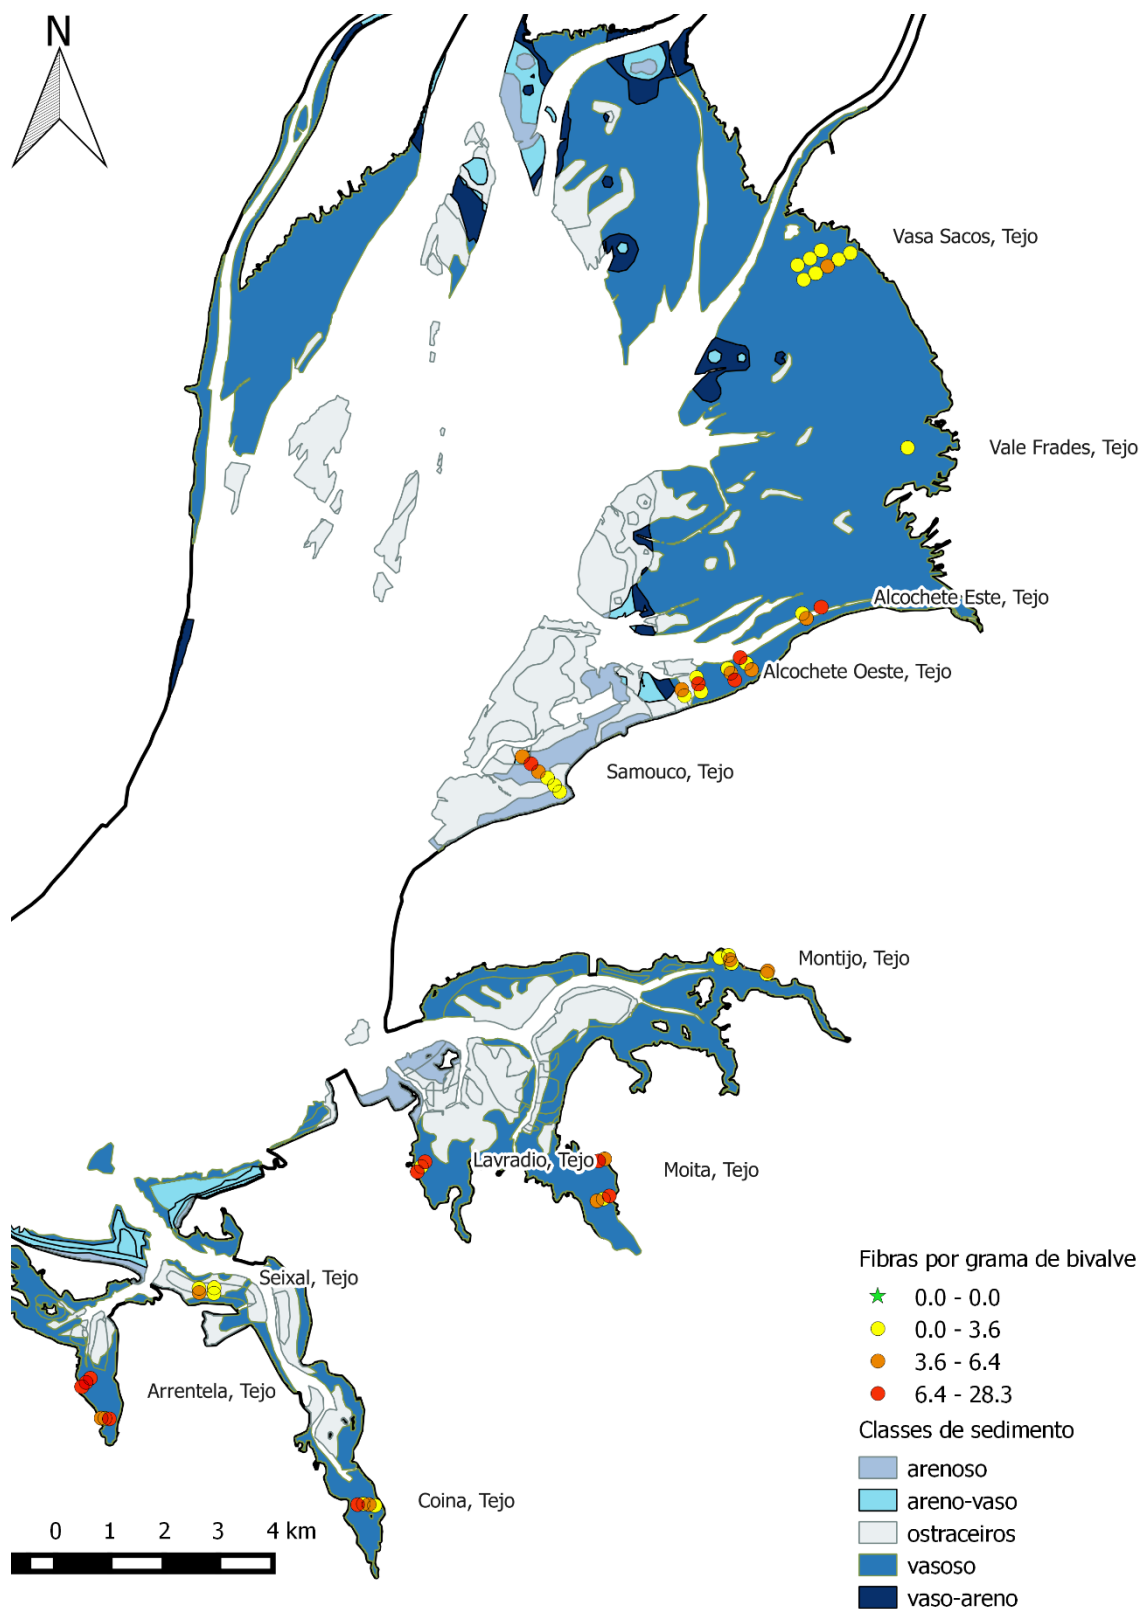 N
Vasa Sacos, Tejo
Vale Frades, Tejo
Alcochete Este, Tejo
Alcochete Oeste, Tejo
Samouco, Tejo
Montijo, Tejo
Lavradio, Tejo
Moita, Tejo
Seixal, Tejo
Arrentela, Tejo
Coina, Tejo
0 1 2 3 4 km
Fibras por grama de bivalve
0.0 - 0.0
0.0 - 3.6
3.6 - 6.4
6.4 - 28.3
Classes de sedimento
arenoso
areno-vaso
ostraceiros
vasoso
vaso-areno